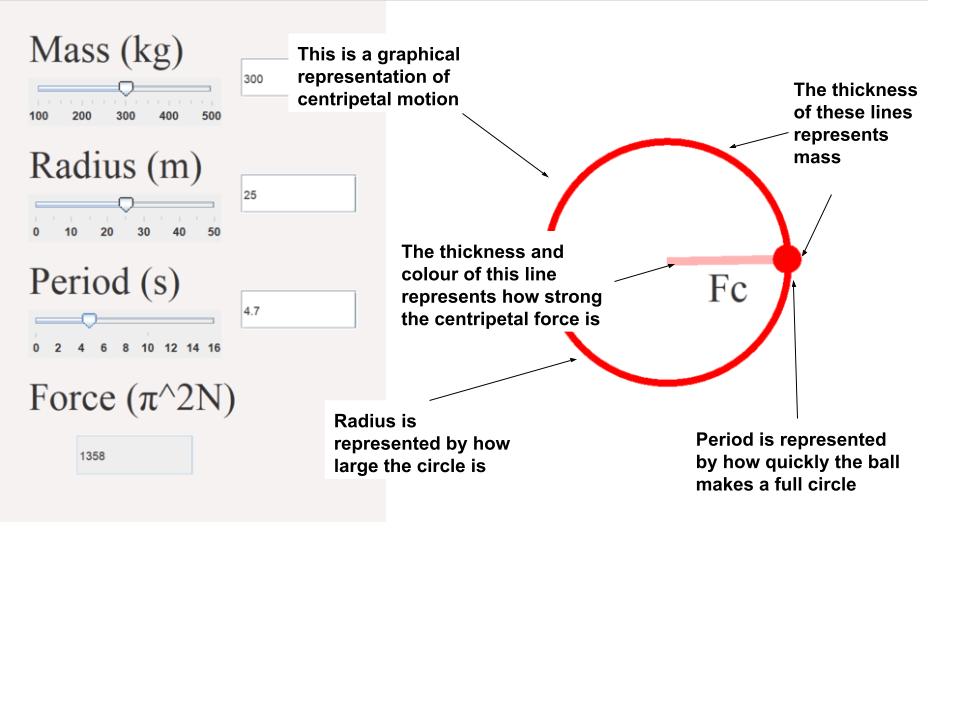 Mass (kg)
300
100 200 300 400 500
Radius (m)
25
0 10 20 30 40 50
Period (s)
4.7
0 2 4 6 8 10 12 14 16
Force (π^2N)
1358
This is a graphical
representation of
centripetal motion
The thickness
of these lines
represents
mass
The thickness and
colour of this line
represents how strong
the centripetal force is
Fc
Radius is
represented by how
large the circle is
Period is represented
by how quickly the ball
makes a full circle